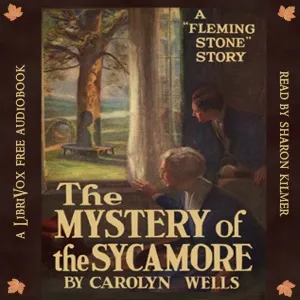 A
"FLEMING
STONE"
STORY
The
MYSTERY of
the SYCAMORE
BY CAROLYN WELLS
a LibriVox free audiobook
read by Sharon Kilmer